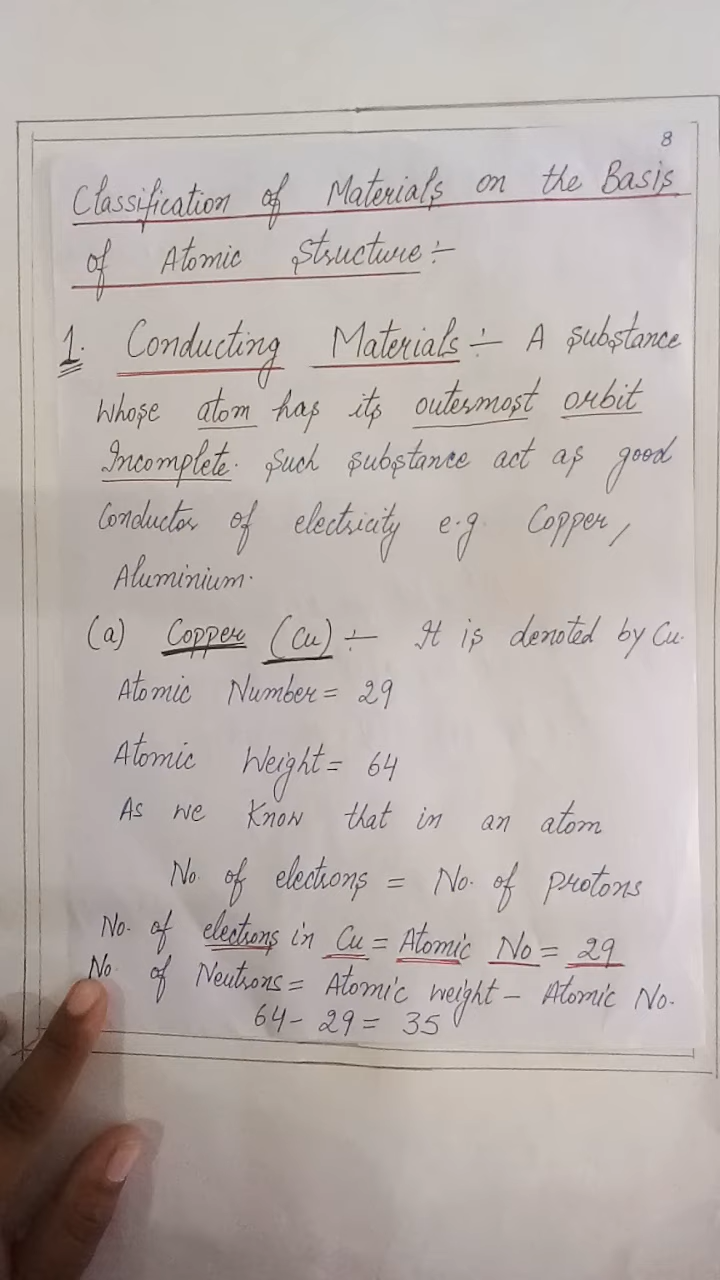 8
Classification of Materials on the Basis
of Atomic Structure :-
1. Conducting Materials :- A substance
whose atom has its outermost orbit
Incomplete. Such substance act as good
Conductor of electricity e.g. Copper,
Aluminium.
(a) Copper (Cu) :- It is denoted by Cu.
Atomic Number = 29
Atomic Weight = 64
As we know that in an atom
No. of electrons = No. of protons
No. of electrons in Cu = Atomic No = 29
No. of Neutrons = Atomic weight - Atomic No.
64 - 29 = 35